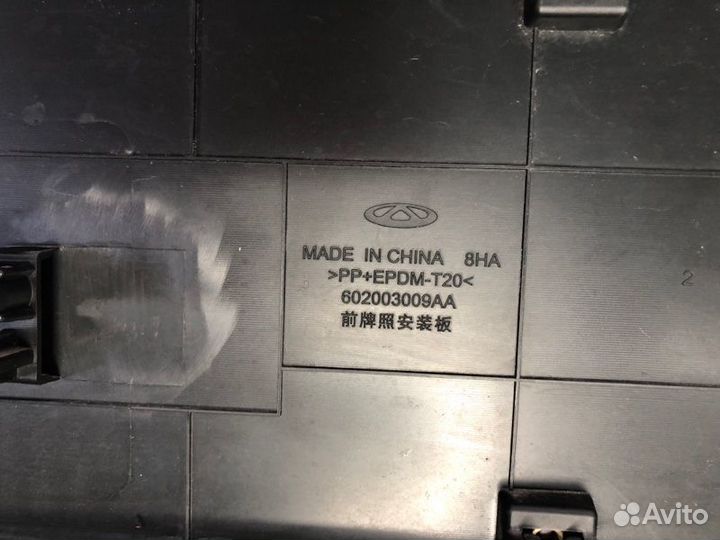 MADE IN CHINA 8HA
>PP+EPDM-T20<
602003009AA
前牌照安装板
2
Avito